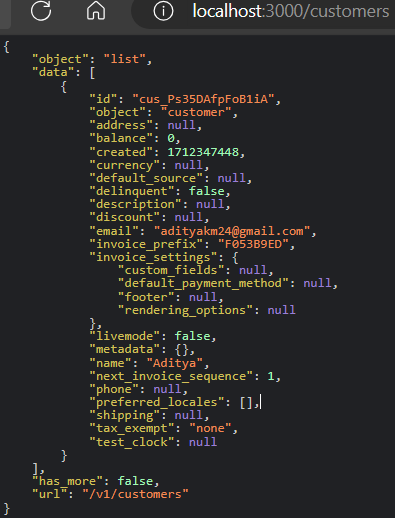 localhost:3000/customers
{
    "object": "list",
    "data": [
        {
            "id": "cus_Ps35DAfpFoB1iA",
            "object": "customer",
            "address": null,
            "balance": 0,
            "created": 1712347448,
            "currency": null,
            "default_source": null,
            "delinquent": false,
            "description": null,
            "discount": null,
            "email": "adityakm24@gmail.com",
            "invoice_prefix": "F053B9ED",
            "invoice_settings": {
                "custom_fields": null,
                "default_payment_method": null,
                "footer": null,
                "rendering_options": null
            },
            "livemode": false,
            "metadata": {},
            "name": "Aditya",
            "next_invoice_sequence": 1,
            "phone": null,
            "preferred_locales": [],
            "shipping": null,
            "tax_exempt": "none",
            "test_clock": null
        }
    ],
    "has_more": false,
    "url": "/v1/customers"
}